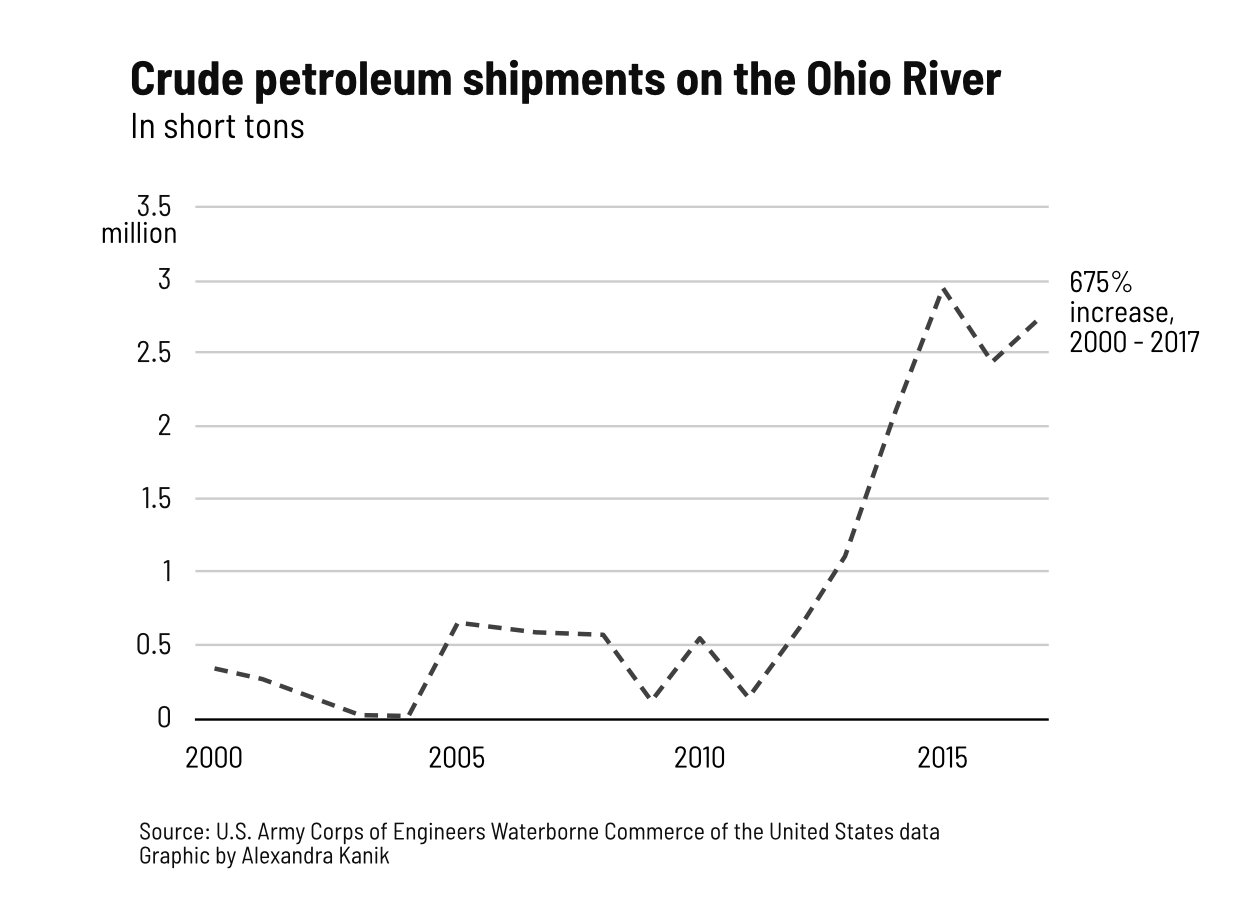 Crude petroleum shipments on the Ohio River
In short tons
3.5
million
3
2.5
2
1.5
1
0.5
0
675%
increase,
2000 - 2017
2000
2005
2010
2015
Source: U.S. Army Corps of Engineers Waterborne Commerce of the United States data
Graphic by Alexandra Kanik